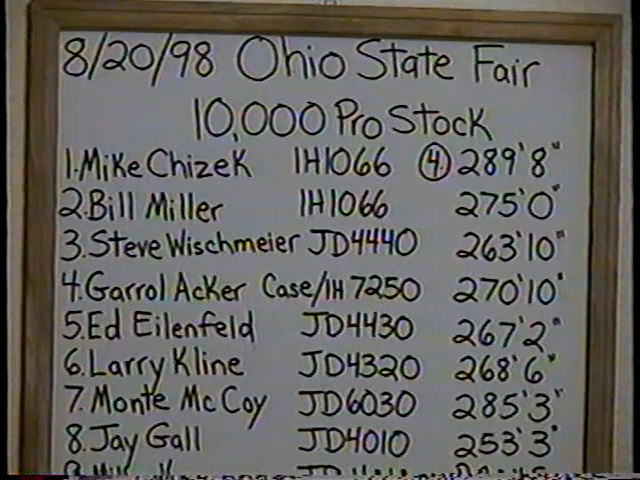 8/20/98 Ohio State Fair
10,000 Pro Stock
1. Mike Chizek IH1066 4 289'8"
2. Bill Miller IH1066 275'0"
3. Steve Wischmeier JD4440 263'10"
4. Garrol Acker Case/IH 7250 270'10"
5. Ed Eilenfeld JD4430 267'2"
6. Larry Kline JD4320 268'6"
7. Monte McCoy JD6030 285'3"
8. Jay Gall JD4010 253'3"